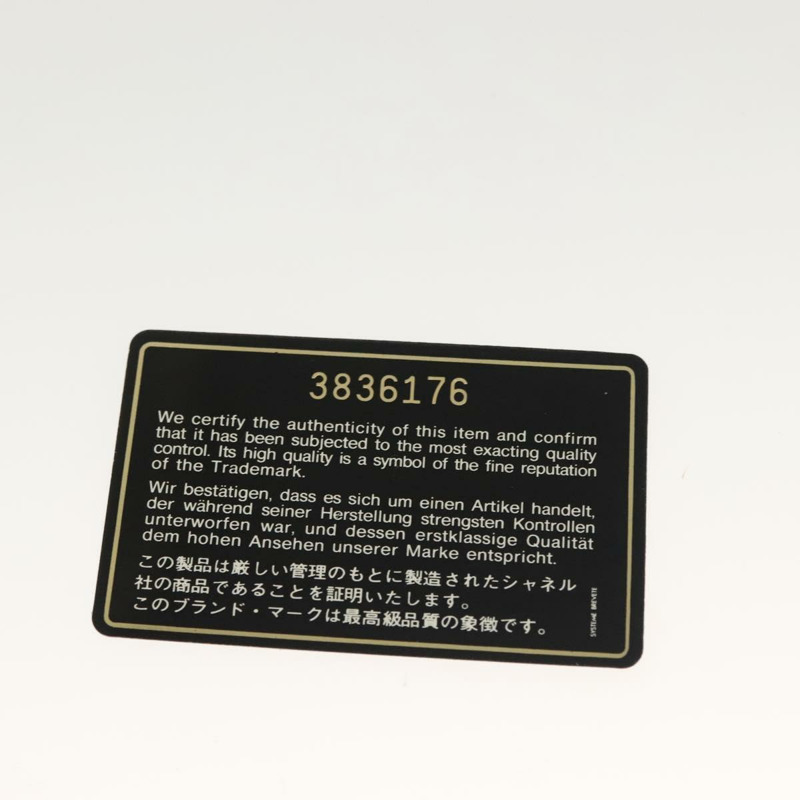 3836176
We certify the authenticity of this item and confirm
that it has been subjected to the most exacting quality
control. Its high quality is a symbol of the fine reputation
of the Trademark.
Wir bestätigen, dass es sich um einen Artikel handelt,
der während seiner Herstellung strengsten Kontrollen
unterworfen war, und dessen erstklassige Qualität
dem hohen Ansehen unserer Marke entspricht.
この製品は厳しい管理のもとに製造されたシャネル
社の商品であることを証明いたします。
このブランド・マークは最高級品質の象徴です。
SYSTEME BREVETE